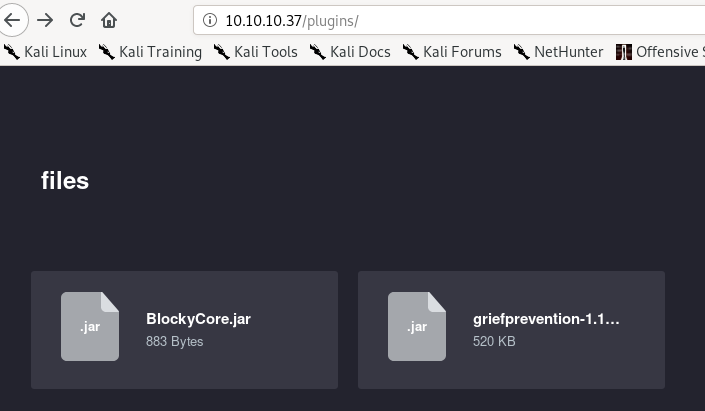 10.10.10.37/plugins/
Kali Linux Kali Training Kali Tools Kali Docs Kali Forums NetHunter Offensive S
files
.jar BlockyCore.jar
883 Bytes
.jar griefprevention-1.1...
520 KB